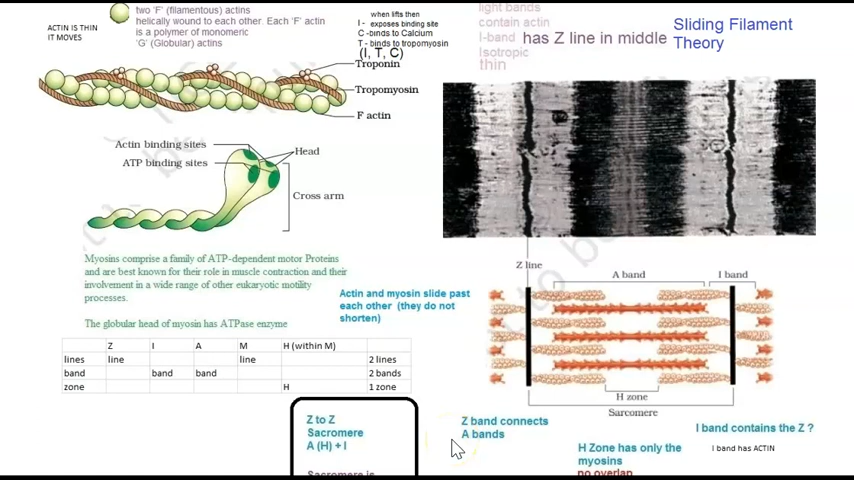 ACTIN IS THIN
IT MOVES
two 'F' (filamentous) actins
helically wound to each other. Each 'F' actin
is a polymer of monomeric
'G' (Globular) actins
when lifts then
I - exposes binding site
C -binds to Calcium
T - binds to tropomyosin
(I, T, C)
Troponin
Tropomyosin
F actin
light bands
contain actin
I-band
Isotropic
thin
has Z line in middle
Sliding Filament
Theory
Actin binding sites
ATP binding sites
Head
Cross arm
Myosins comprise a family of ATP-dependent motor Proteins
and are best known for their role in muscle contraction and their
involvement in a wide range of other eukaryotic motility
processes.
The globular head of myosin has ATPase enzyme
Actin and myosin slide past
each other (they do not
shorten)
Z I A M H (within M)
lines line line 2 lines
band band band 2 bands
zone H 1 zone
Z to Z
Sacromere
A (H) + I
Sacromere is
Z line
A band
I band
H zone
Sarcomere
Z band connects
A bands
H Zone has only the
myosins
no overlap
I band contains the Z ?
I band has ACTIN